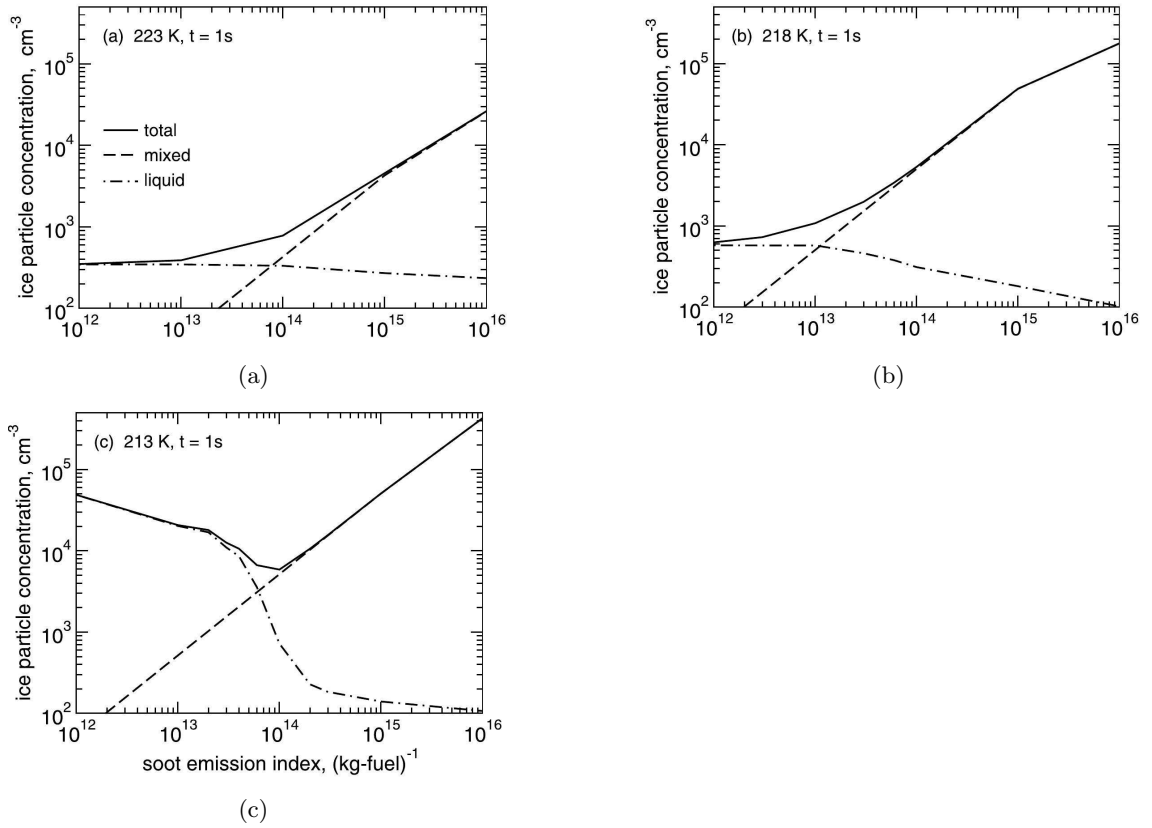 ice particle concentration, cm⁻³
(a) 223 K, t = 1s
total
mixed
liquid
10⁵
10⁴
10³
10²
10¹² 10¹³ 10¹⁴ 10¹⁵ 10¹⁶
(a)
ice particle concentration, cm⁻³
(b) 218 K, t = 1s
10⁵
10⁴
10³
10²
10¹² 10¹³ 10¹⁴ 10¹⁵ 10¹⁶
(b)
ice particle concentration, cm⁻³
(c) 213 K, t = 1s
10⁵
10⁴
10³
10²
10¹² 10¹³ 10¹⁴ 10¹⁵ 10¹⁶
soot emission index, (kg-fuel)⁻¹
(c)